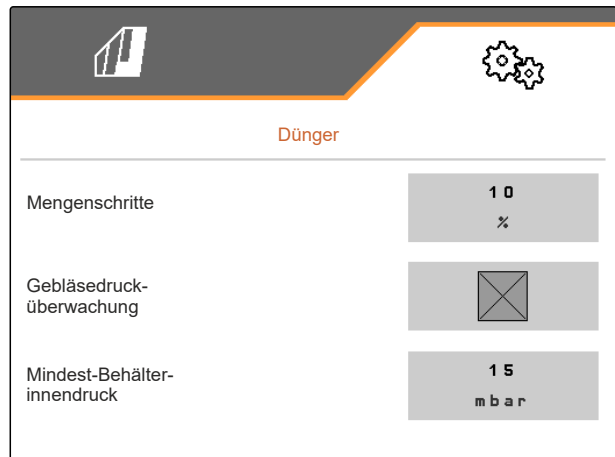 Dünger
Mengenschritte
10
%
Gebläsedruck-
überwachung
Mindest-Behälter-
innendruck
15
mbar